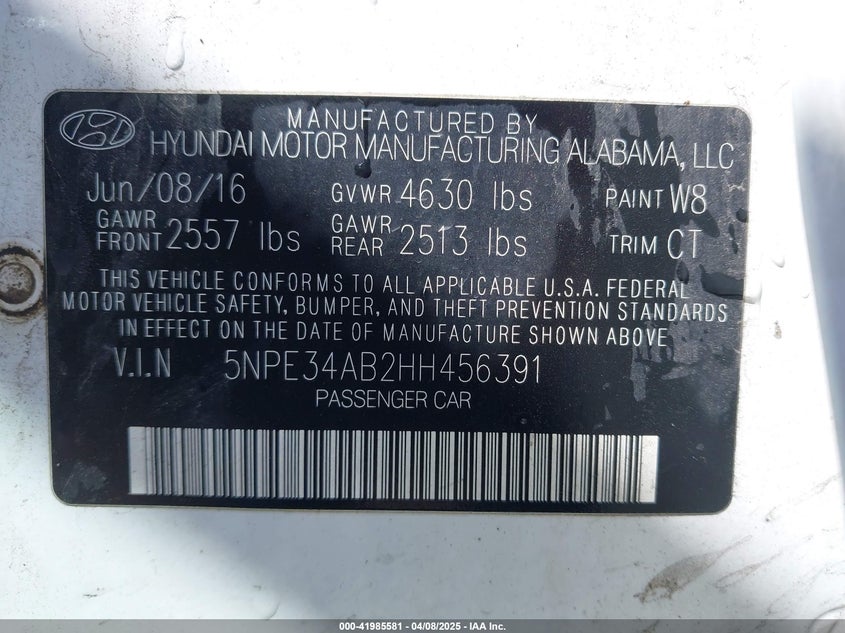 MANUFACTURED BY
HYUNDAI MOTOR MANUFACTURING ALABAMA, LLC
Jun/08/16 GVWR 4630 lbs PAINT W8
GAWR FRONT 2557 lbs GAWR REAR 2513 lbs TRIM CT
THIS VEHICLE CONFORMS TO ALL APPLICABLE U.S.A. FEDERAL
MOTOR VEHICLE SAFETY, BUMPER, AND THEFT PREVENTION STANDARDS
IN EFFECT ON THE DATE OF MANUFACTURE SHOWN ABOVE
V.I.N 5NPE34AB2HH456391
PASSENGER CAR
000-41985581 - 04/08/2025 - IAA Inc.